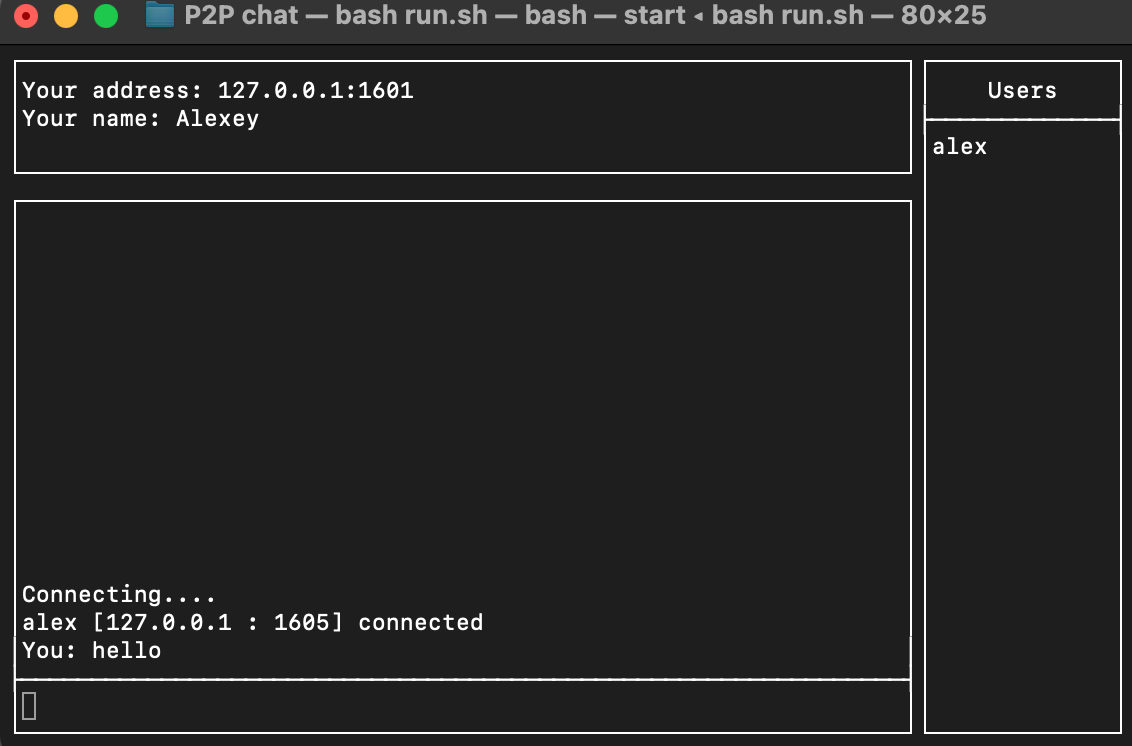 P2P chat — bash run.sh — bash — start ◂ bash run.sh — 80×25
Your address: 127.0.0.1:1601
Your name: Alexey
Users
alex
Connecting....
alex [127.0.0.1 : 1605] connected
You: hello